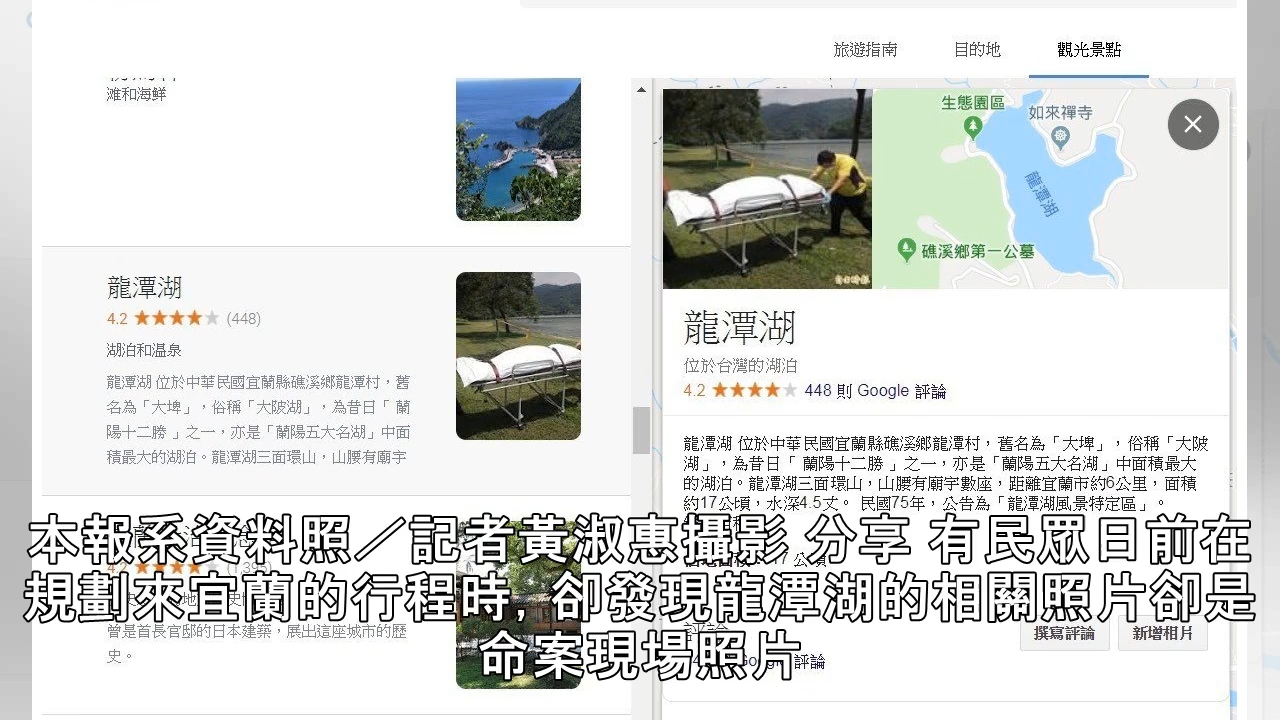 旅遊指南
目的地
觀光景點
滩和海鮮
龍潭湖
4.2 (448)
湖泊和溫泉
龍潭湖 位於中華民國宜蘭縣礁溪鄉龍潭村，舊
名為「大埤」，俗稱「大陂湖」，為昔日「 蘭
陽十二勝 」之一，亦是「蘭陽五大名湖」中面
積最大的湖泊。龍潭湖三面環山，山腰有廟宇
曾是首長官邸的日本建築，展出這座城市的歷
史。
生態園區
如來禪寺
龍潭湖
礁溪鄉第一公墓
自由時報
龍潭湖
位於台灣的湖泊
4.2 448 則 Google 評論
龍潭湖 位於中華民國宜蘭縣礁溪鄉龍潭村，舊名為「大埤」，俗稱「大陂
湖」，為昔日「 蘭陽十二勝 」之一，亦是「蘭陽五大名湖」中面積最大
的湖泊。龍潭湖三面環山，山腰有廟宇數座，距離宜蘭市約6公里，面積
約17公頃，水深4.5丈。 民國75年，公告為「龍潭湖風景特定區」。
撰寫評論
新增相片
評論
本報系資料照／記者黃淑惠攝影 分享 有民眾日前在
規劃來宜蘭的行程時, 卻發現龍潭湖的相關照片卻是
命案現場照片